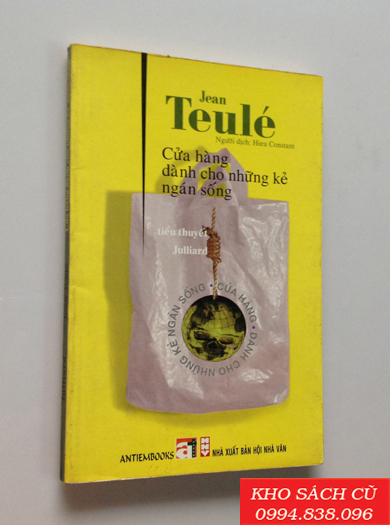 Jean
Teulé
Người dịch: Hiếu Constant
Cửa hàng
dành cho những kẻ
ngán sống
tiểu thuyết
Julliard
CỬA HÀNG • DÀNH CHO NHỮNG KẺ NGÁN SỐNG •
ANTIEMBOOKS
at
NHÀ XUẤT BẢN HỘI NHÀ VĂN
KHO SÁCH CŨ
0994.838.096